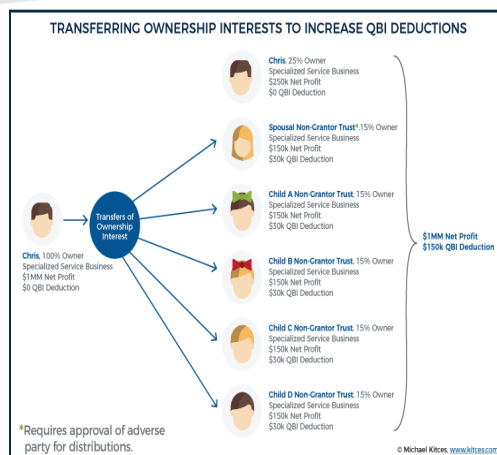 TRANSFERRING OWNERSHIP INTERESTS TO INCREASE QBI DEDUCTIONS
Chris, 25% Owner
Specialized Service Business
$250k Net Profit
$0 QBI Deduction
Spousal Non-Grantor Trust*,15% Owner
Specialized Service Business
$150k Net Profit
$30k QBI Deduction
Child A Non-Grantor Trust, 15% Owner
Specialized Service Business
$150k Net Profit
$30k QBI Deduction
Transfers of
Ownership
Interest
Chris, 100% Owner
Specialized Service Business
$1MM Net Profit
$0 QBI Deduction
Child B Non-Grantor Trust, 15% Owner
Specialized Service Business
$150k Net Profit
$30k QBI Deduction
Child C Non-Grantor Trust, 15% Owner
Specialized Service Business
$150k Net Profit
$30k QBI Deduction
Child D Non-Grantor Trust, 15% Owner
Specialized Service Business
$150k Net Profit
$30k QBI Deduction
$1MM Net Profit
$150k QBI Deduction
*Requires approval of adverse
party for distributions.
© Michael Kitces, www.kitces.com